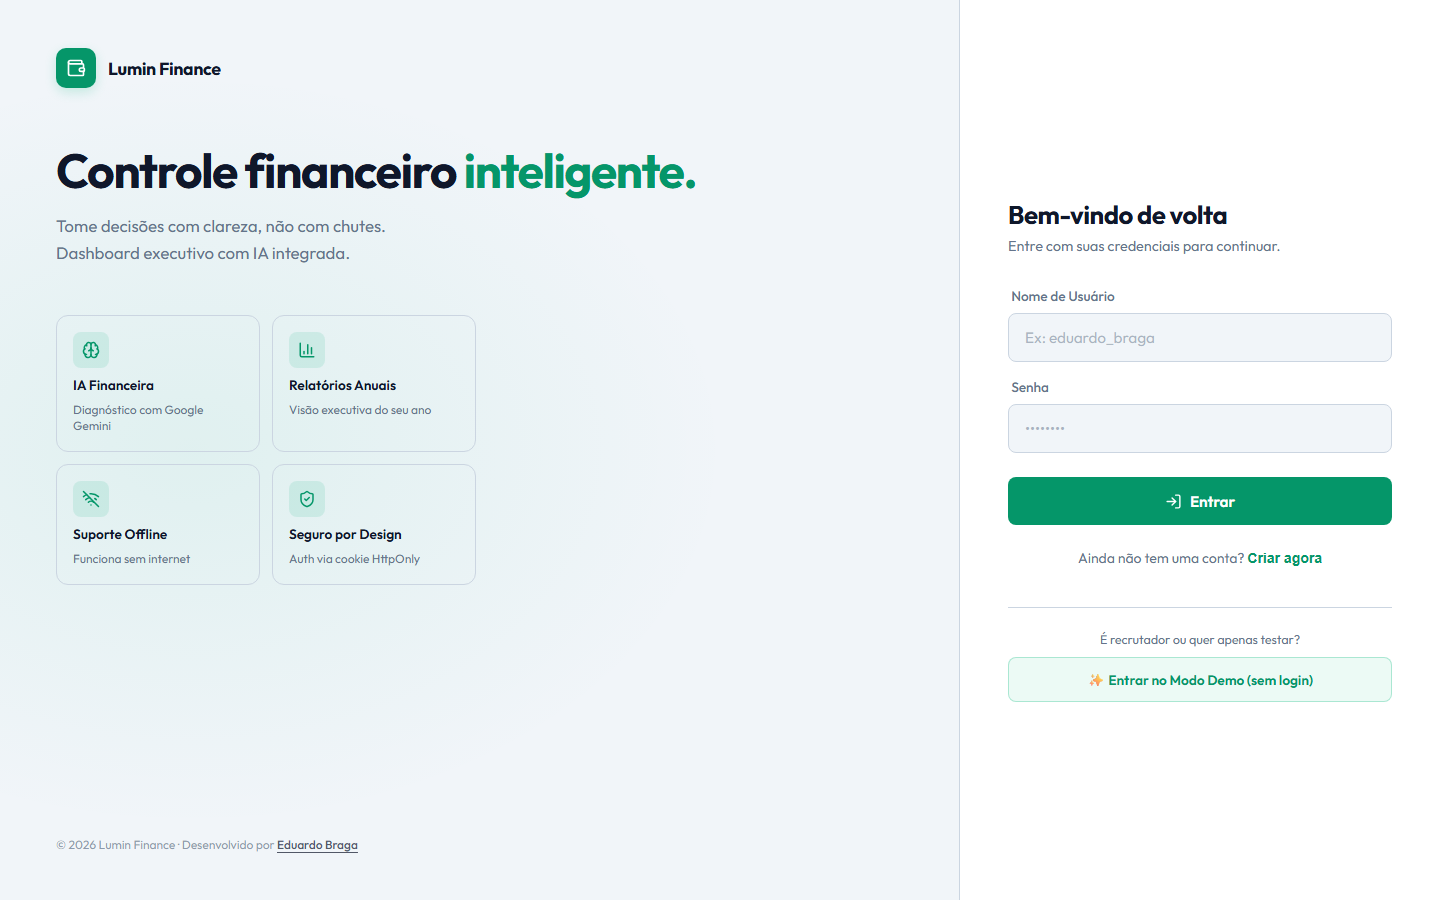 Lumin Finance
Controle financeiro inteligente.
Tome decisões com clareza, não com chutes.
Dashboard executivo com IA integrada.
IA Financeira
Diagnóstico com Google
Gemini
Relatórios Anuais
Visão executiva do seu ano
Suporte Offline
Funciona sem internet
Seguro por Design
Auth via cookie HttpOnly
© 2026 Lumin Finance · Desenvolvido por Eduardo Braga
Bem-vindo de volta
Entre com suas credenciais para continuar.
Nome de Usuário
Ex: eduardo_braga
Senha
••••••••
Entrar
Ainda não tem uma conta? Criar agora
É recrutador ou quer apenas testar?
✨ Entrar no Modo Demo (sem login)